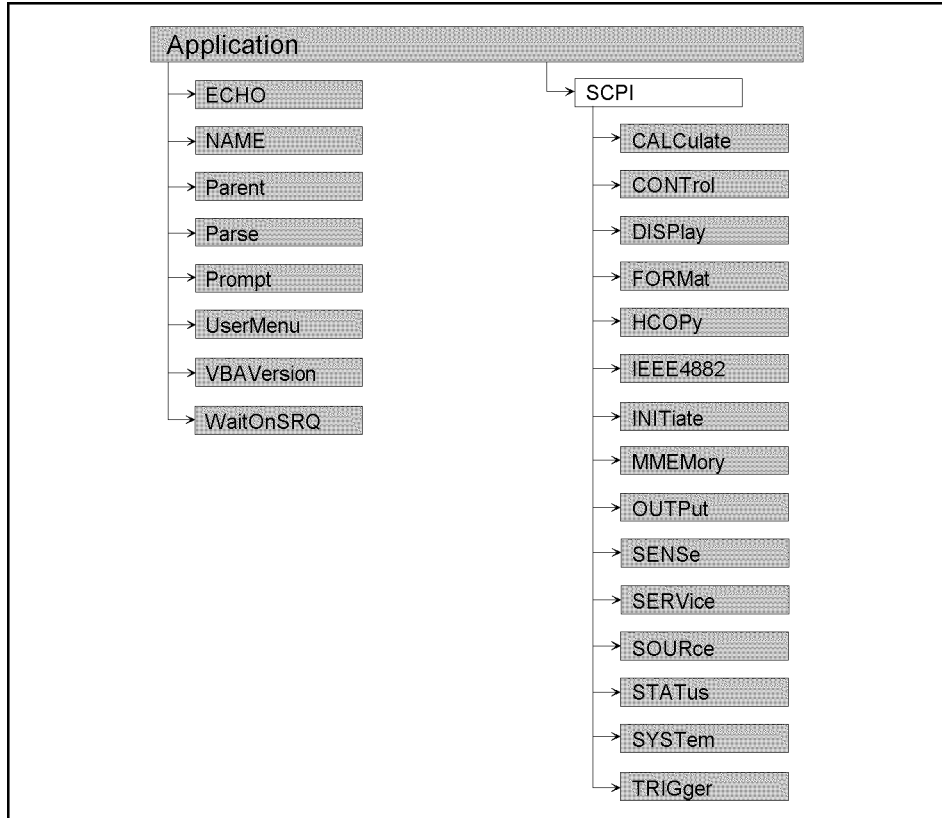 Application
ECHO
NAME
Parent
Parse
Prompt
UserMenu
VBAVersion
WaitOnSRQ
SCPI
CALCulate
CONTrol
DISPlay
FORMat
HCOPy
IEEE4882
INITiate
MMEMory
OUTPut
SENSe
SERVice
SOURce
STATus
SYSTem
TRIGger